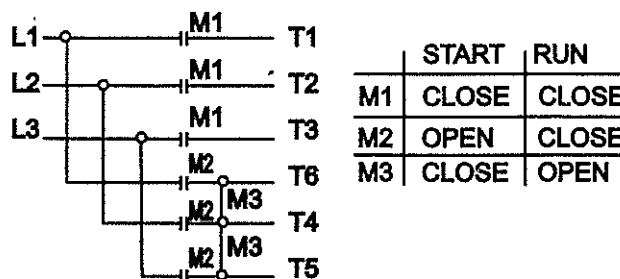 L1 M1 T1
L2 M1 T2
L3 M1 T3
M2 T6
M3
M2 T4
M3
M2 T5
START RUN
M1 CLOSE CLOSE
M2 OPEN CLOSE
M3 CLOSE OPEN